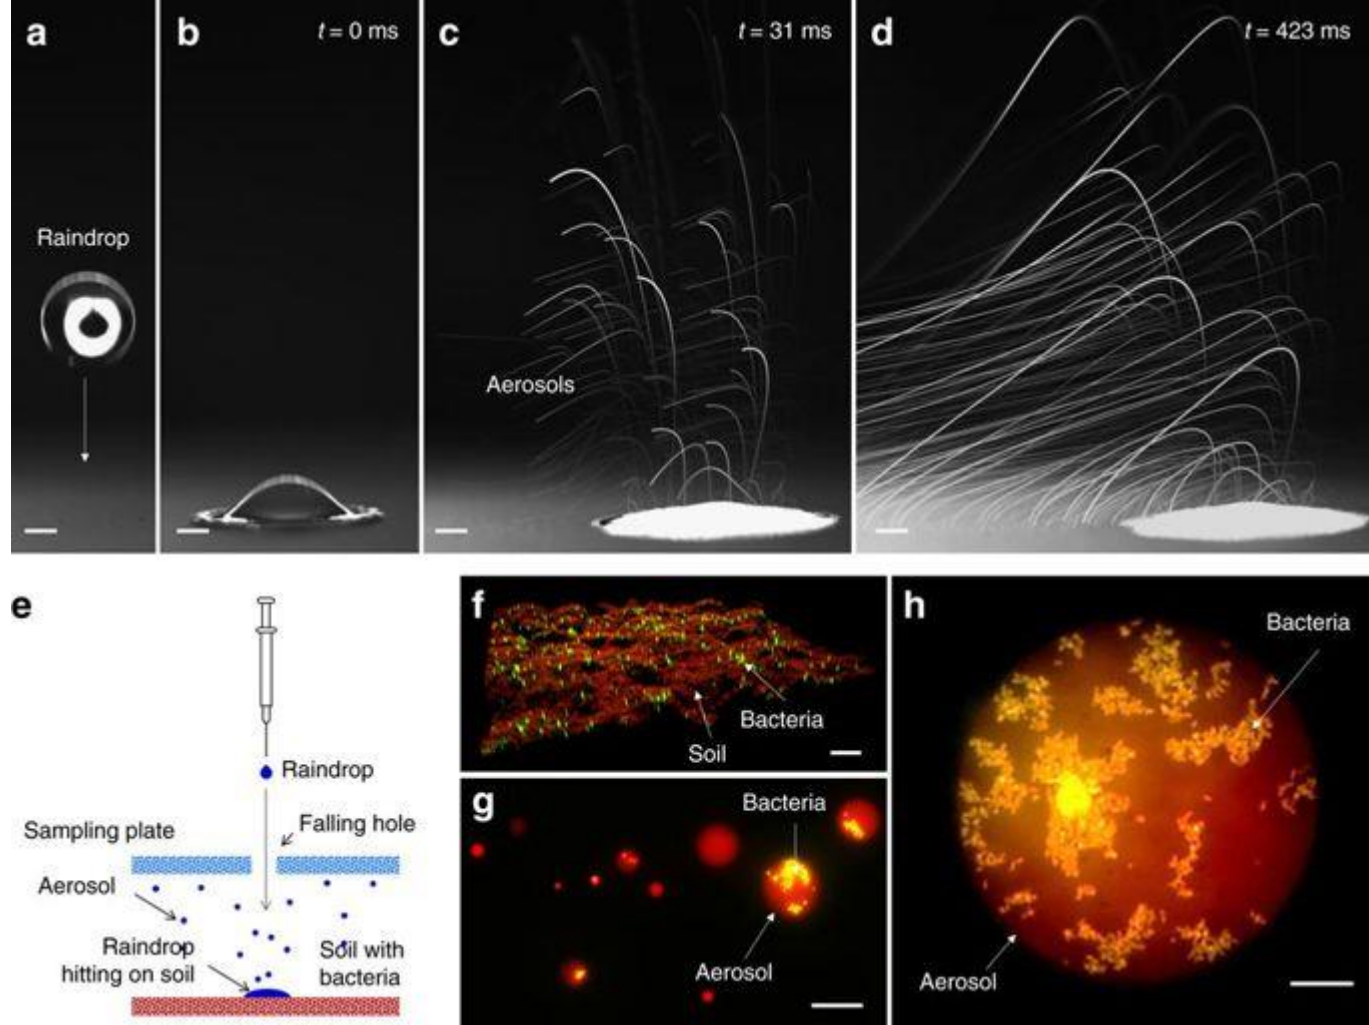 a
b
t = 0 ms
c
t = 31 ms
d
t = 423 ms
Raindrop
Aerosols
e
Raindrop
Sampling plate
Falling hole
Aerosol
Raindrop
hitting on soil
Soil with
bacteria
f
Bacteria
Soil
g
Bacteria
Aerosol
h
Bacteria
Aerosol